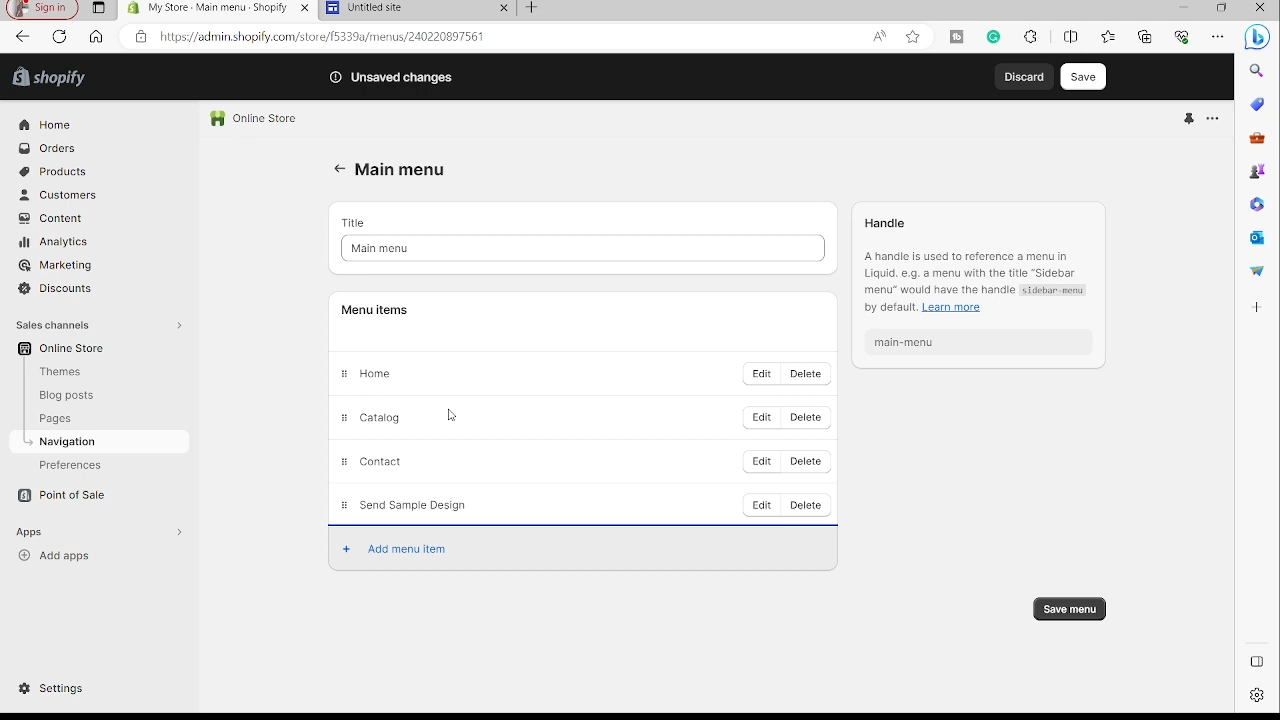 Sign in
My Store · Main menu · Shopify
Untitled site
https://admin.shopify.com/store/f5339a/menus/240220897561
shopify
Unsaved changes
Discard
Save
Home
Orders
Products
Customers
Content
Analytics
Marketing
Discounts
Sales channels
Online Store
Themes
Blog posts
Pages
Navigation
Preferences
Point of Sale
Apps
Add apps
Settings
Online Store
Main menu
Title
Main menu
Menu items
Home Edit Delete
Catalog Edit Delete
Contact Edit Delete
Send Sample Design Edit Delete
+ Add menu item
Handle
A handle is used to reference a menu in
Liquid. e.g. a menu with the title “Sidebar
menu” would have the handle sidebar-menu
by default. Learn more
main-menu
Save menu